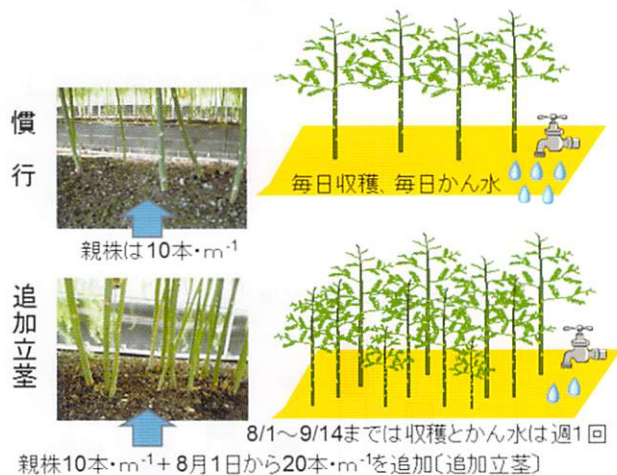 慣行
毎日収穫、毎日かん水
親株は10本・m⁻¹
追加立茎
8/1～9/14までは収穫とかん水は週1回
親株10本・m⁻¹＋8月1日から20本・m⁻¹を追加〔追加立茎〕